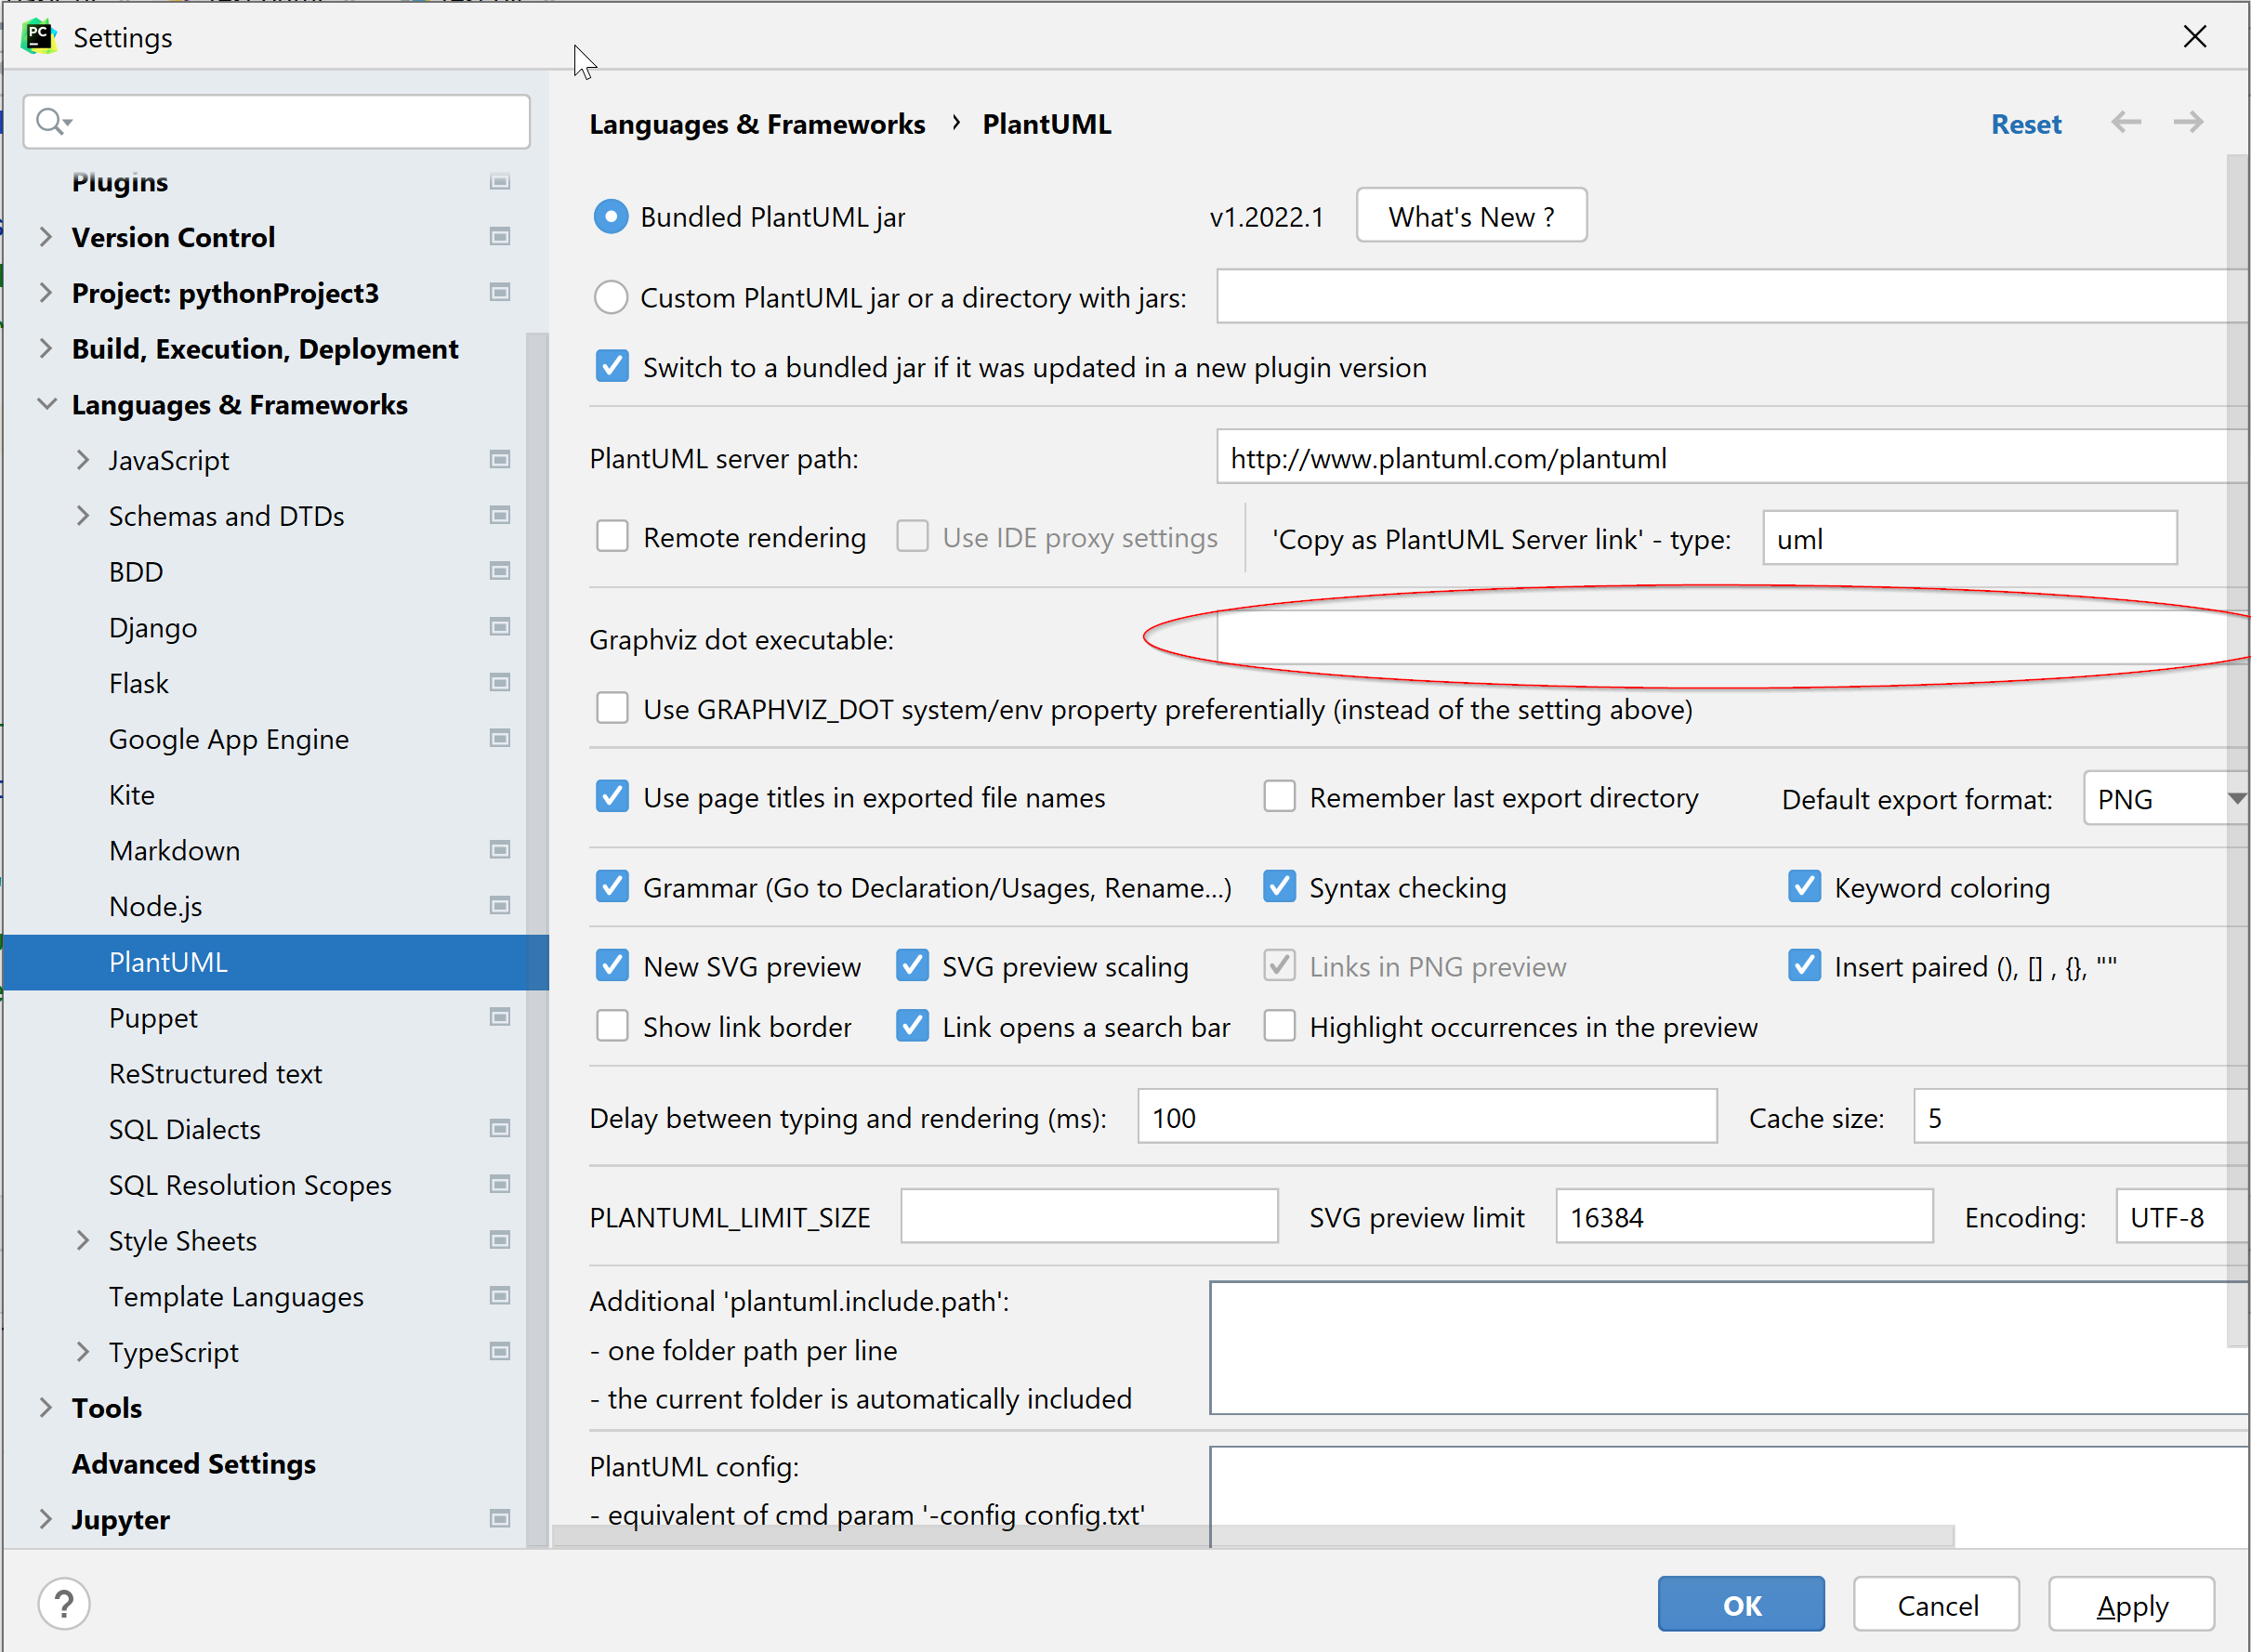 PC
Settings
Plugins
Version Control
Project: pythonProject3
Build, Execution, Deployment
Languages & Frameworks
JavaScript
Schemas and DTDs
BDD
Django
Flask
Google App Engine
Kite
Markdown
Node.js
PlantUML
Puppet
ReStructured text
SQL Dialects
SQL Resolution Scopes
Style Sheets
Template Languages
TypeScript
Tools
Advanced Settings
Jupyter
Languages & Frameworks › PlantUML
Reset
Bundled PlantUML jar v1.2022.1 What's New ?
Custom PlantUML jar or a directory with jars:
Switch to a bundled jar if it was updated in a new plugin version
PlantUML server path: http://www.plantuml.com/plantuml
Remote rendering Use IDE proxy settings 'Copy as PlantUML Server link' - type: uml
Graphviz dot executable:
Use GRAPHVIZ_DOT system/env property preferentially (instead of the setting above)
Use page titles in exported file names Remember last export directory Default export format: PNG
Grammar (Go to Declaration/Usages, Rename...) Syntax checking Keyword coloring
New SVG preview SVG preview scaling Links in PNG preview Insert paired (), [] , {}, ""
Show link border Link opens a search bar Highlight occurrences in the preview
Delay between typing and rendering (ms): 100 Cache size: 5
PLANTUML_LIMIT_SIZE SVG preview limit 16384 Encoding: UTF-8
Additional 'plantuml.include.path':
- one folder path per line
- the current folder is automatically included
PlantUML config:
- equivalent of cmd param '-config config.txt'
? OK Cancel Apply